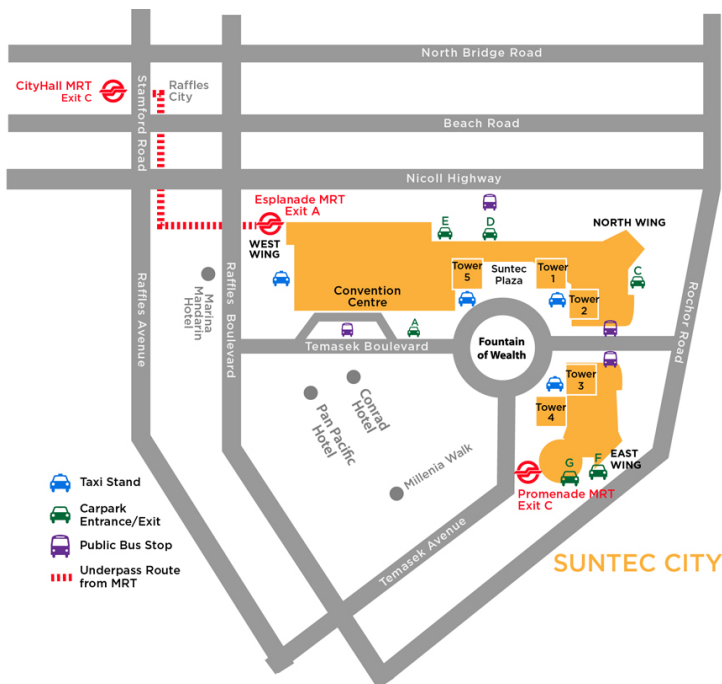 North Bridge Road
CityHall MRT
Exit C
Stamford Road
Raffles
City
Beach Road
Nicoll Highway
Esplanade MRT
Exit A
WEST
WING
E
D
NORTH WING
C
Tower
5
Suntec
Plaza
Tower
1
Tower
2
Convention
Centre
A
Raffles Avenue
Marina
Mandarin
Hotel
Raffles Boulevard
Rochor Road
Temasek Boulevard
Fountain
of Wealth
Tower
3
Tower
4
Conrad
Hotel
Pan Pacific
Hotel
Millenia Walk
EAST
WING
G
F
Promenade MRT
Exit C
Temasek Avenue
Taxi Stand
Carpark
Entrance/Exit
Public Bus Stop
Underpass Route
from MRT
SUNTEC CITY